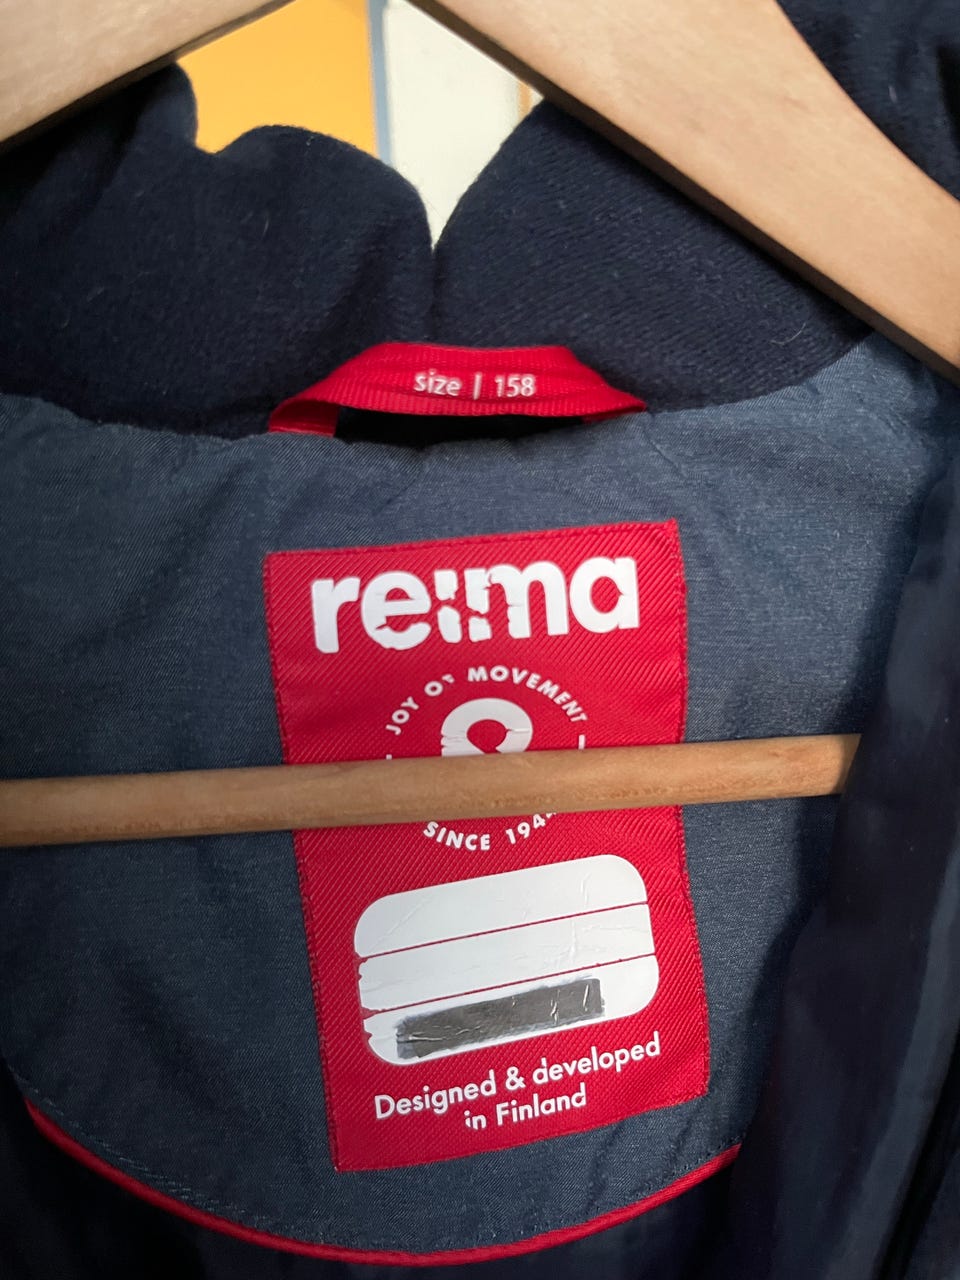 size | 158
reima
JOY OF MOVEMENT
SINCE 194
Designed & developed
in Finland